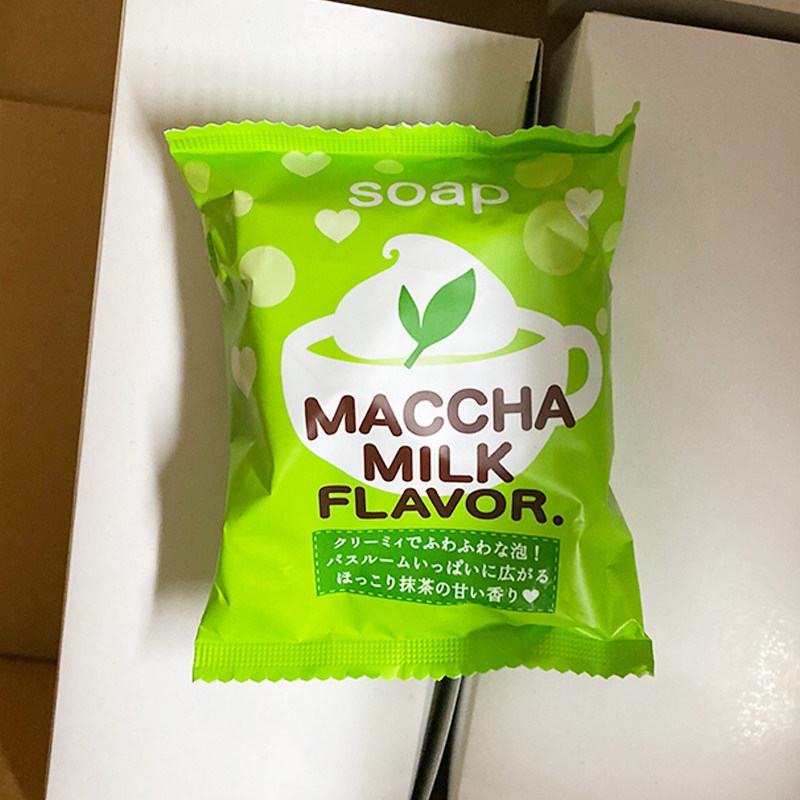 soap
MACCHA
MILK
FLAVOR.
クリーミィでふわふわな泡！
バスルームいっぱいに広がる
ほっこり抹茶の甘い香り♥